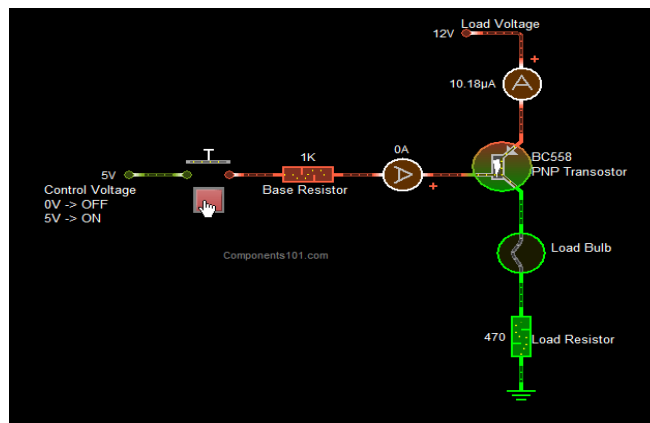 Load Voltage
12V
+
10.18µA
A
BC558
PNP Transostor
0A
A
+
1K
Base Resistor
T
5V
Control Voltage
0V -> OFF
5V -> ON
Components101.com
Load Bulb
470
Load Resistor